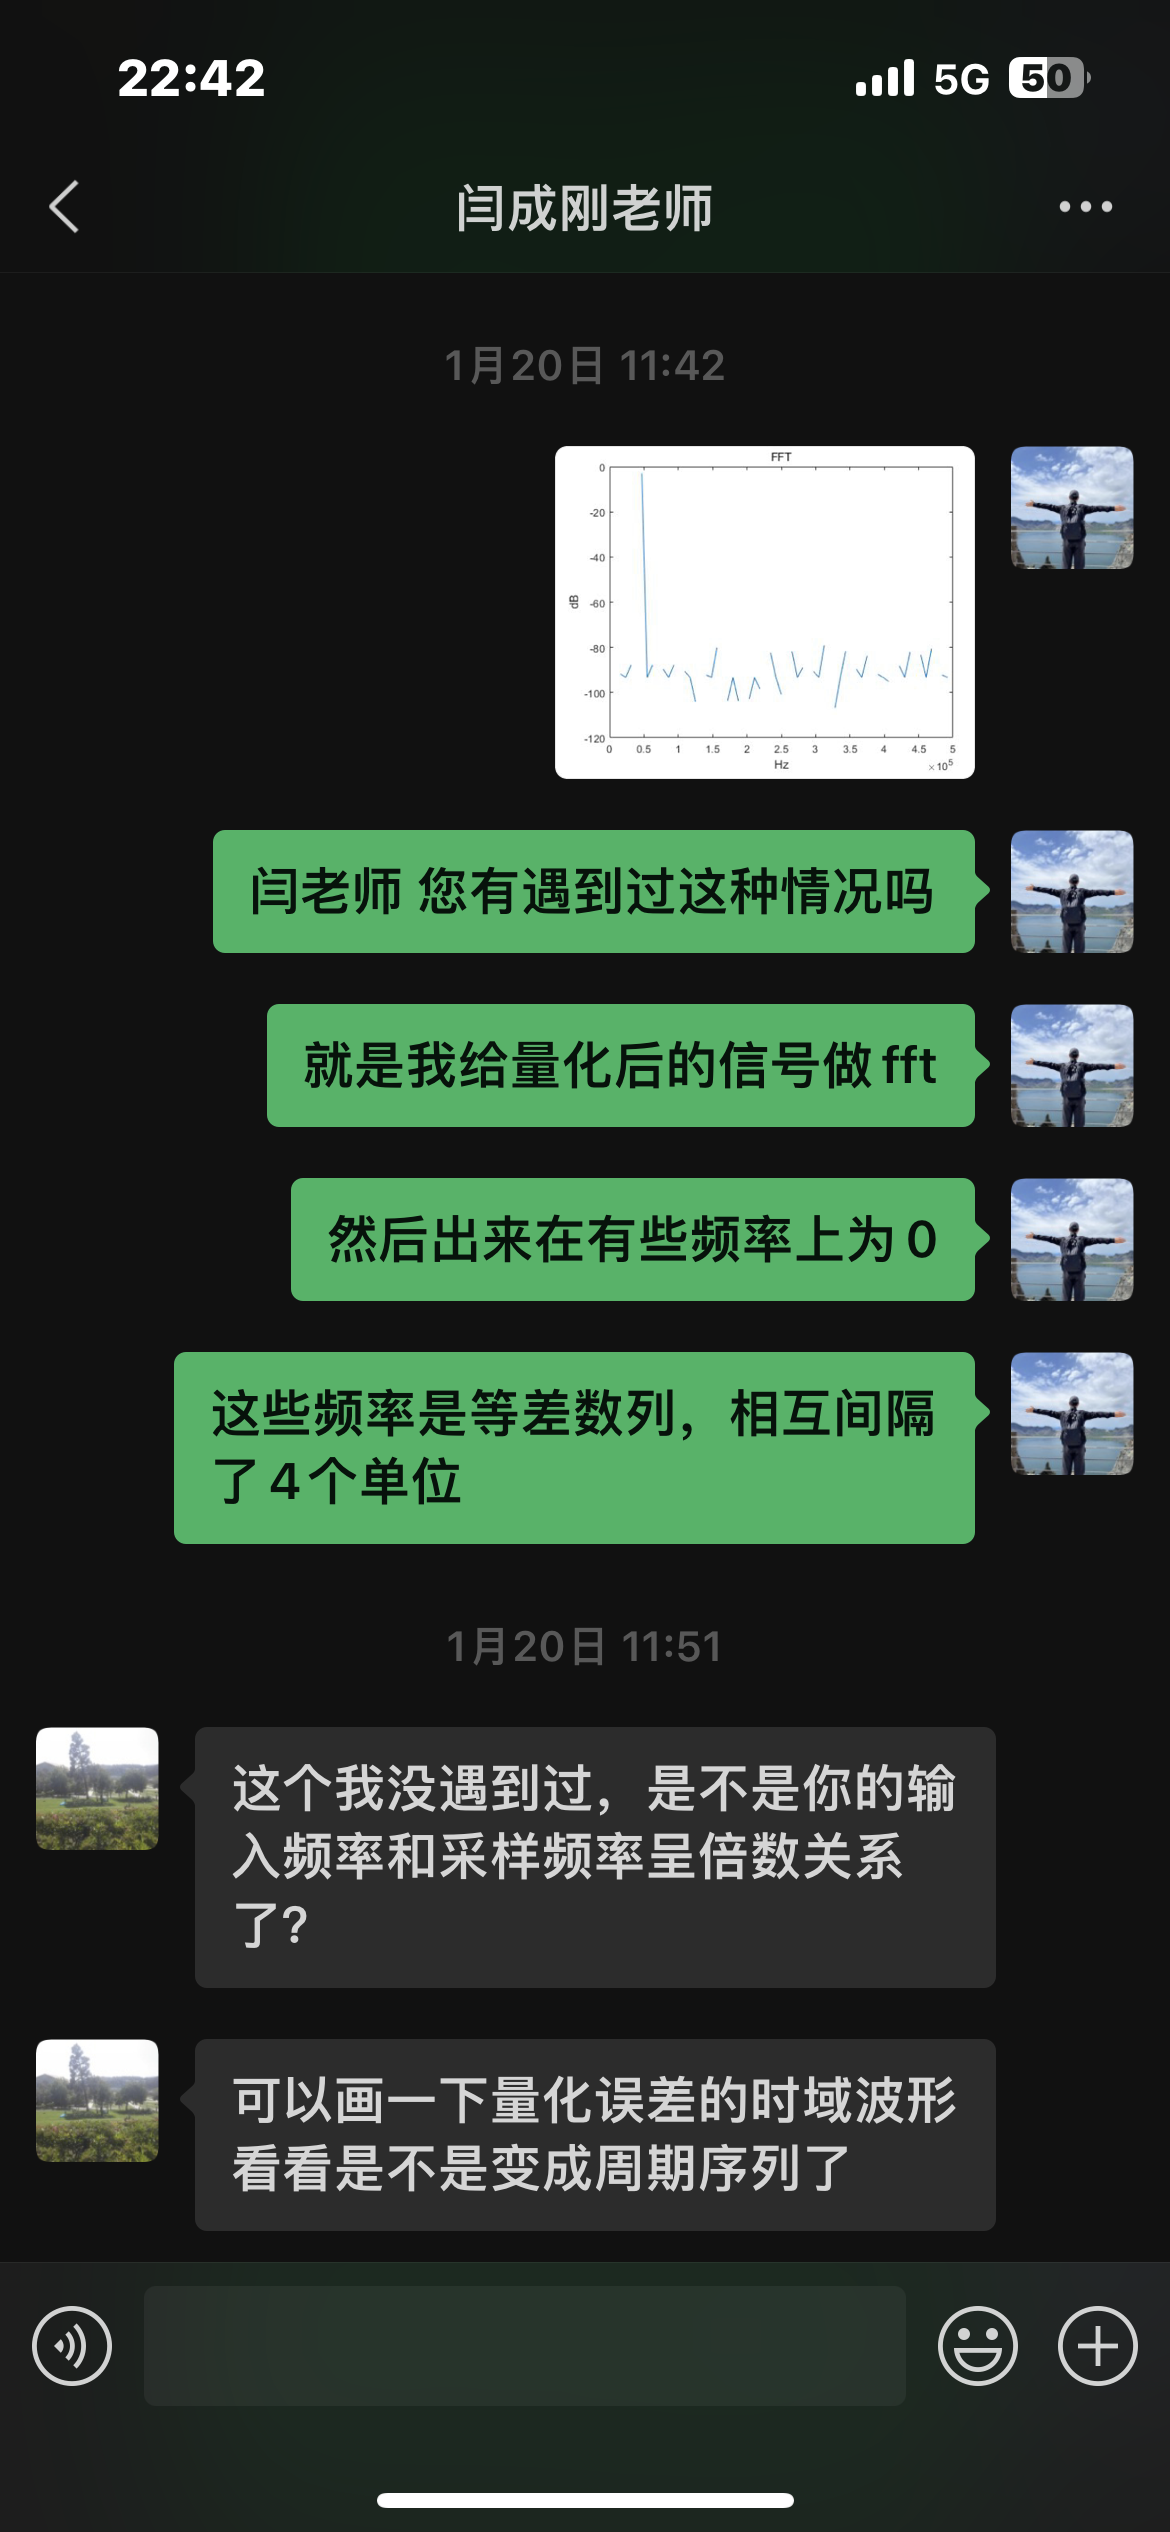 22:42
5G 50
闫成刚老师
1月20日 11:42
FFT
0
-20
-40
-60
-80
-100
-120
dB
0 0.5 1 1.5 2 2.5 3 3.5 4 4.5 5
Hz
×10⁵
闫老师 您有遇到过这种情况吗
就是我给量化后的信号做fft
然后出来在有些频率上为0
这些频率是等差数列，相互间隔
了4个单位
1月20日 11:51
这个我没遇到过，是不是你的输
入频率和采样频率呈倍数关系
了?
可以画一下量化误差的时域波形
看看是不是变成周期序列了